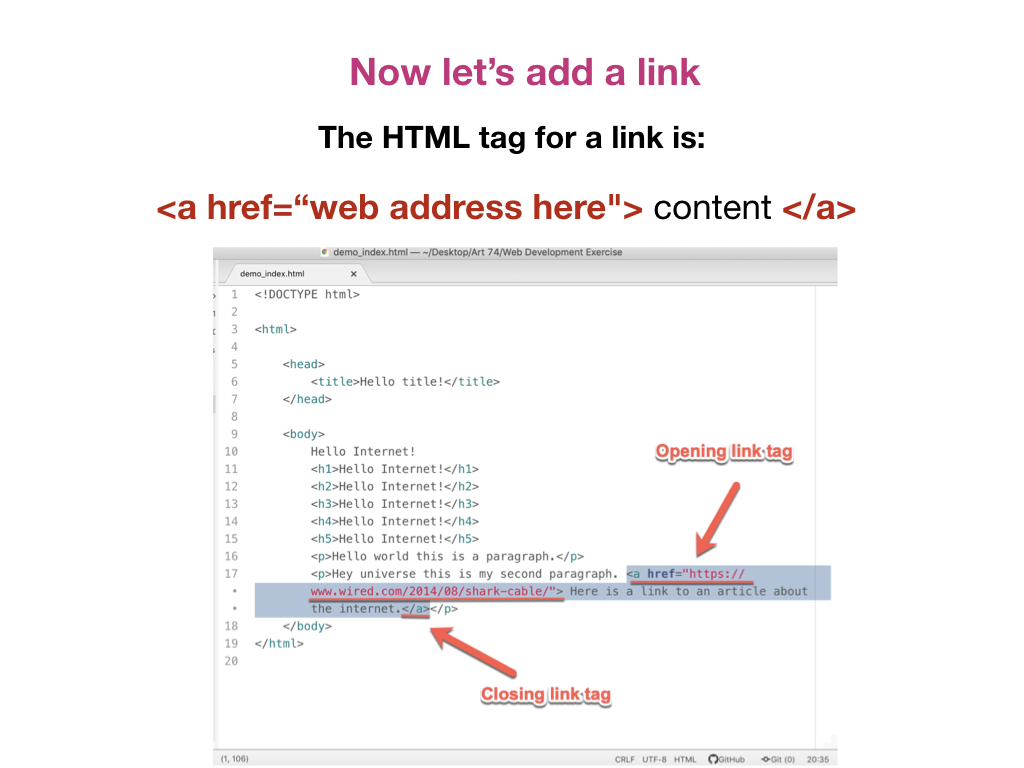 Now let’s add a link
The HTML tag for a link is:
<a href=“web address here"> content </a>
demo_index.html — ~/Desktop/Art 74/Web Development Exercise
demo_index.html ×
1 <!DOCTYPE html>
2
3 <html>
4
5 <head>
6 <title>Hello title!</title>
7 </head>
8
9 <body>
10 Hello Internet!
Opening link tag
11 <h1>Hello Internet!</h1>
12 <h2>Hello Internet!</h2>
13 <h3>Hello Internet!</h3>
14 <h4>Hello Internet!</h4>
15 <h5>Hello Internet!</h5>
16 <p>Hello world this is a paragraph.</p>
17 <p>Hey universe this is my second paragraph. <a href="https://
• www.wired.com/2014/08/shark-cable/"> Here is a link to an article about
• the internet.</a></p>
18 </body>
19 </html>
20
Closing link tag
(1, 106) CRLF UTF-8 HTML GitHub Git (0) 20:35